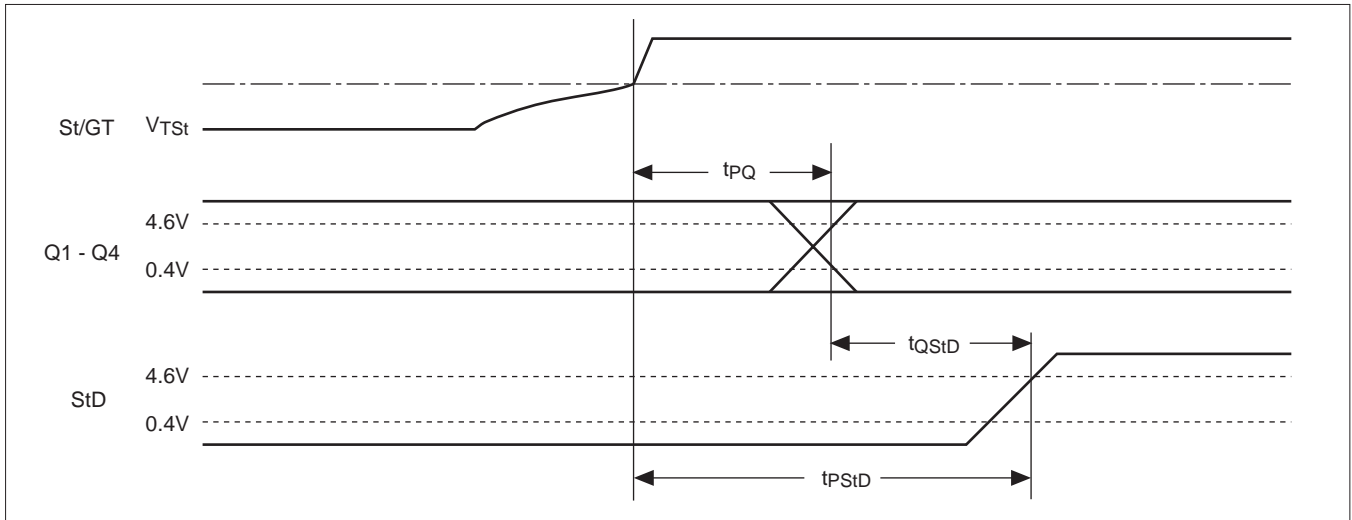 St/GT VTSt
tPQ
4.6V
Q1 - Q4
0.4V
tQStD
4.6V
StD
0.4V
tPStD